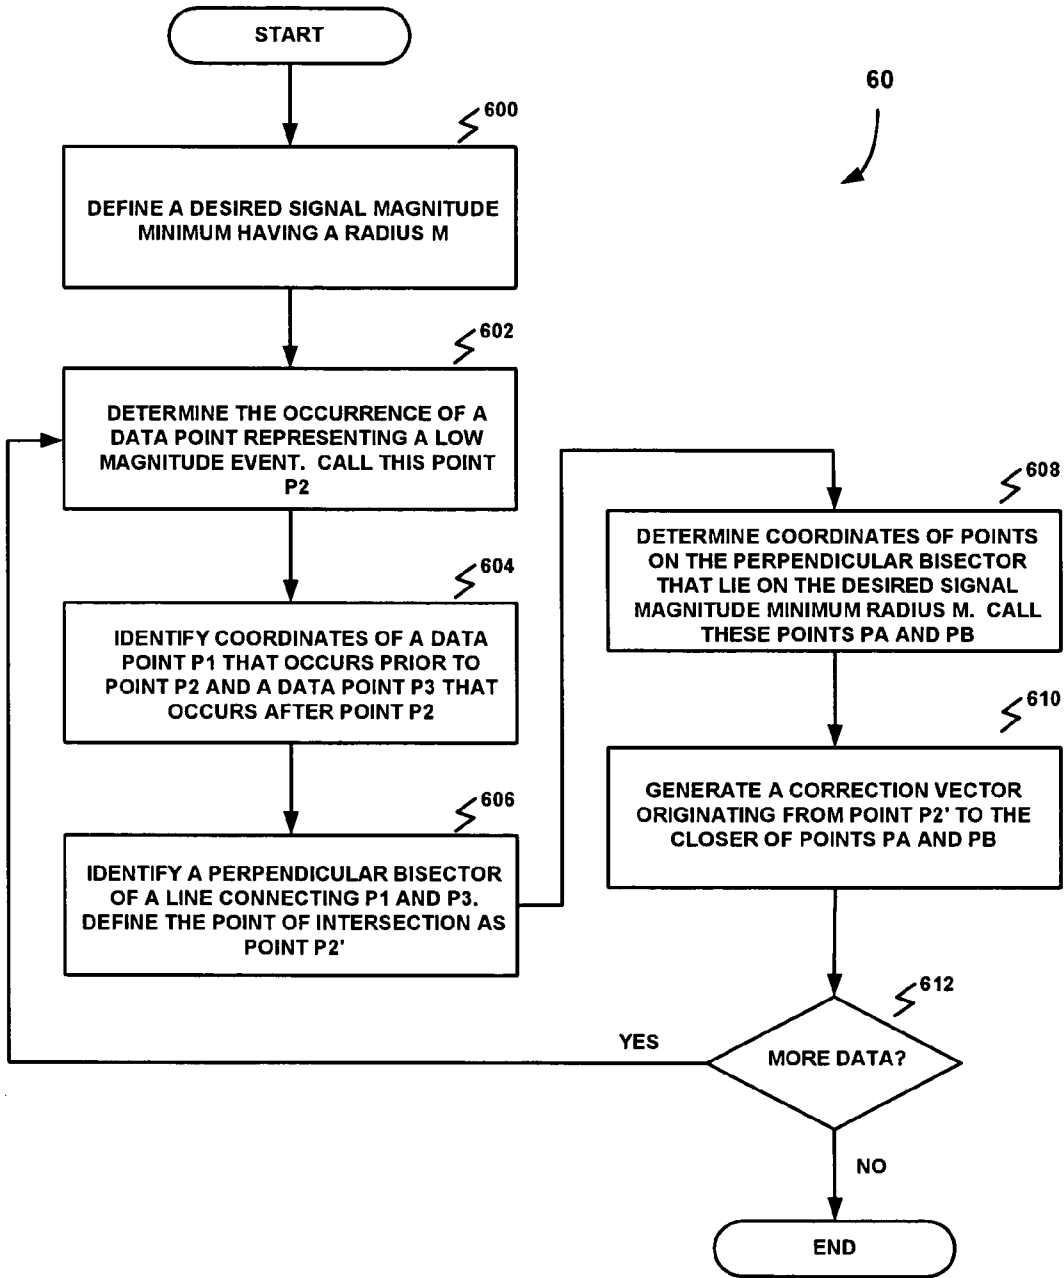 START
60
600
DEFINE A DESIRED SIGNAL MAGNITUDE
MINIMUM HAVING A RADIUS M
602
DETERMINE THE OCCURRENCE OF A
DATA POINT REPRESENTING A LOW
MAGNITUDE EVENT.  CALL THIS POINT
P2
604
IDENTIFY COORDINATES OF A DATA
POINT P1 THAT OCCURS PRIOR TO
POINT P2 AND A DATA POINT P3 THAT
OCCURS AFTER POINT P2
606
IDENTIFY A PERPENDICULAR BISECTOR
OF A LINE CONNECTING P1 AND P3.
DEFINE THE POINT OF INTERSECTION AS
POINT P2'
608
DETERMINE COORDINATES OF POINTS
ON THE PERPENDICULAR BISECTOR
THAT LIE ON THE DESIRED SIGNAL
MAGNITUDE MINIMUM RADIUS M.  CALL
THESE POINTS PA AND PB
610
GENERATE A CORRECTION VECTOR
ORIGINATING FROM POINT P2' TO THE
CLOSER OF POINTS PA AND PB
612
MORE DATA?
YES
NO
END